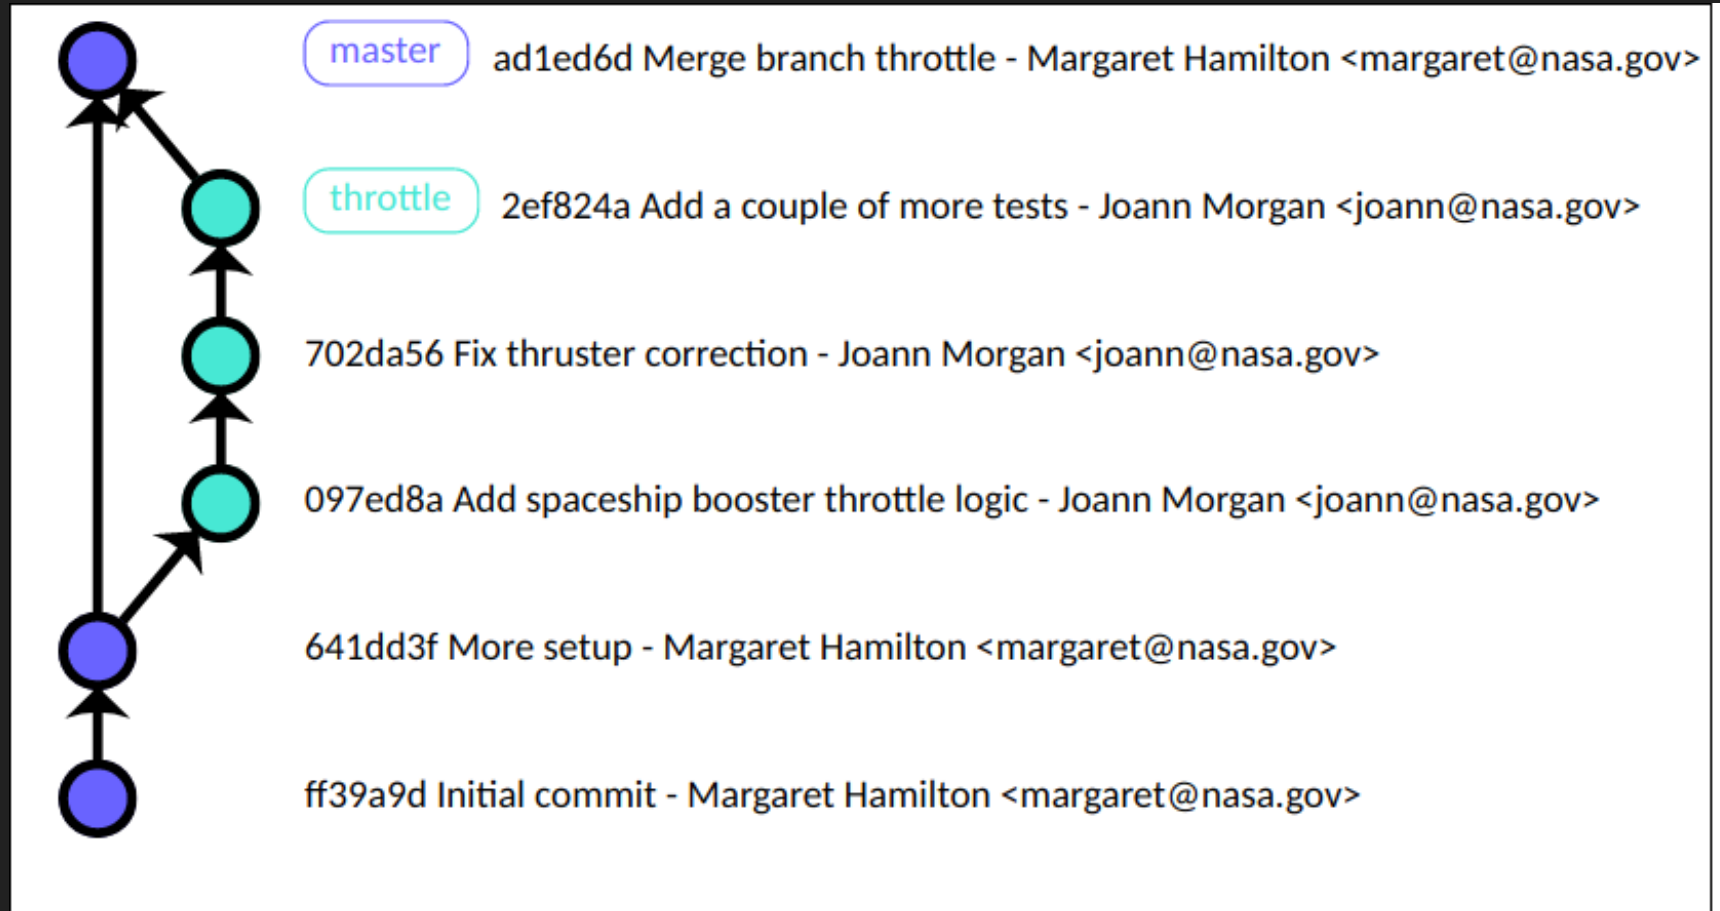 master ad1ed6d Merge branch throttle - Margaret Hamilton <margaret@nasa.gov>
throttle 2ef824a Add a couple of more tests - Joann Morgan <joann@nasa.gov>
702da56 Fix thruster correction - Joann Morgan <joann@nasa.gov>
097ed8a Add spaceship booster throttle logic - Joann Morgan <joann@nasa.gov>
641dd3f More setup - Margaret Hamilton <margaret@nasa.gov>
ff39a9d Initial commit - Margaret Hamilton <margaret@nasa.gov>